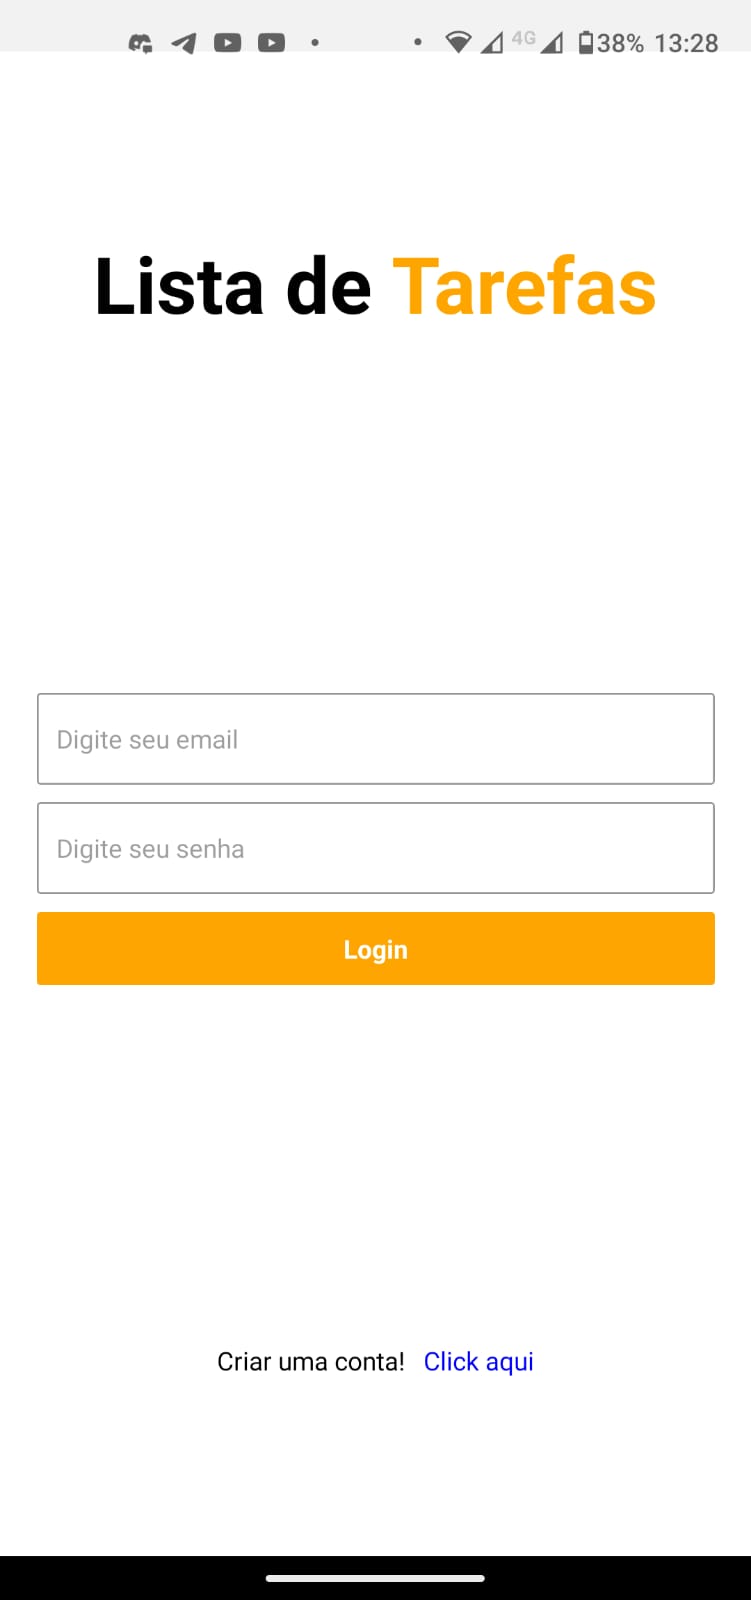 4G 38% 13:28
Lista de Tarefas
Digite seu email
Digite seu senha
Login
Criar uma conta! Click aqui